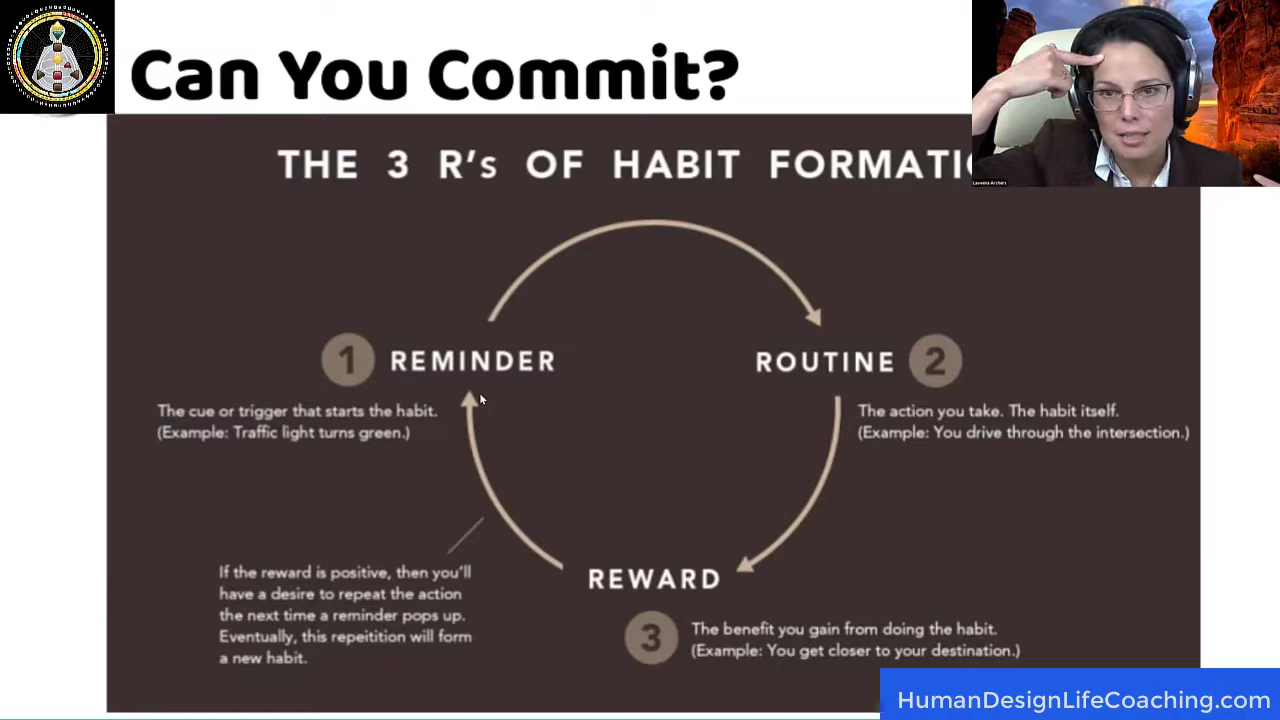 Can You Commit?
THE 3 R's OF HABIT FORMATIO
1 REMINDER
The cue or trigger that starts the habit.
(Example: Traffic light turns green.)
ROUTINE 2
The action you take. The habit itself.
(Example: You drive through the intersection.)
REWARD
3
The benefit you gain from doing the habit.
(Example: You get closer to your destination.)
If the reward is positive, then you'll
have a desire to repeat the action
the next time a reminder pops up.
Eventually, this repeitition will form
a new habit.
Laveena Archers
HumanDesignLifeCoaching.com